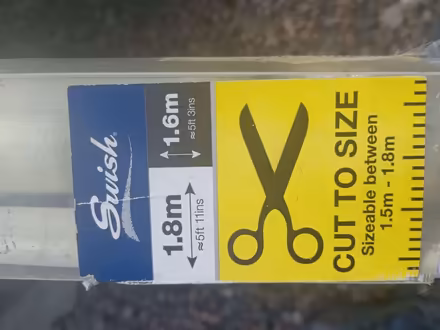 Swish
1.8m
≈5ft 11ins
1.6m
≈5ft 3ins
CUT TO SIZE
Sizeable between
1.5m - 1.8m